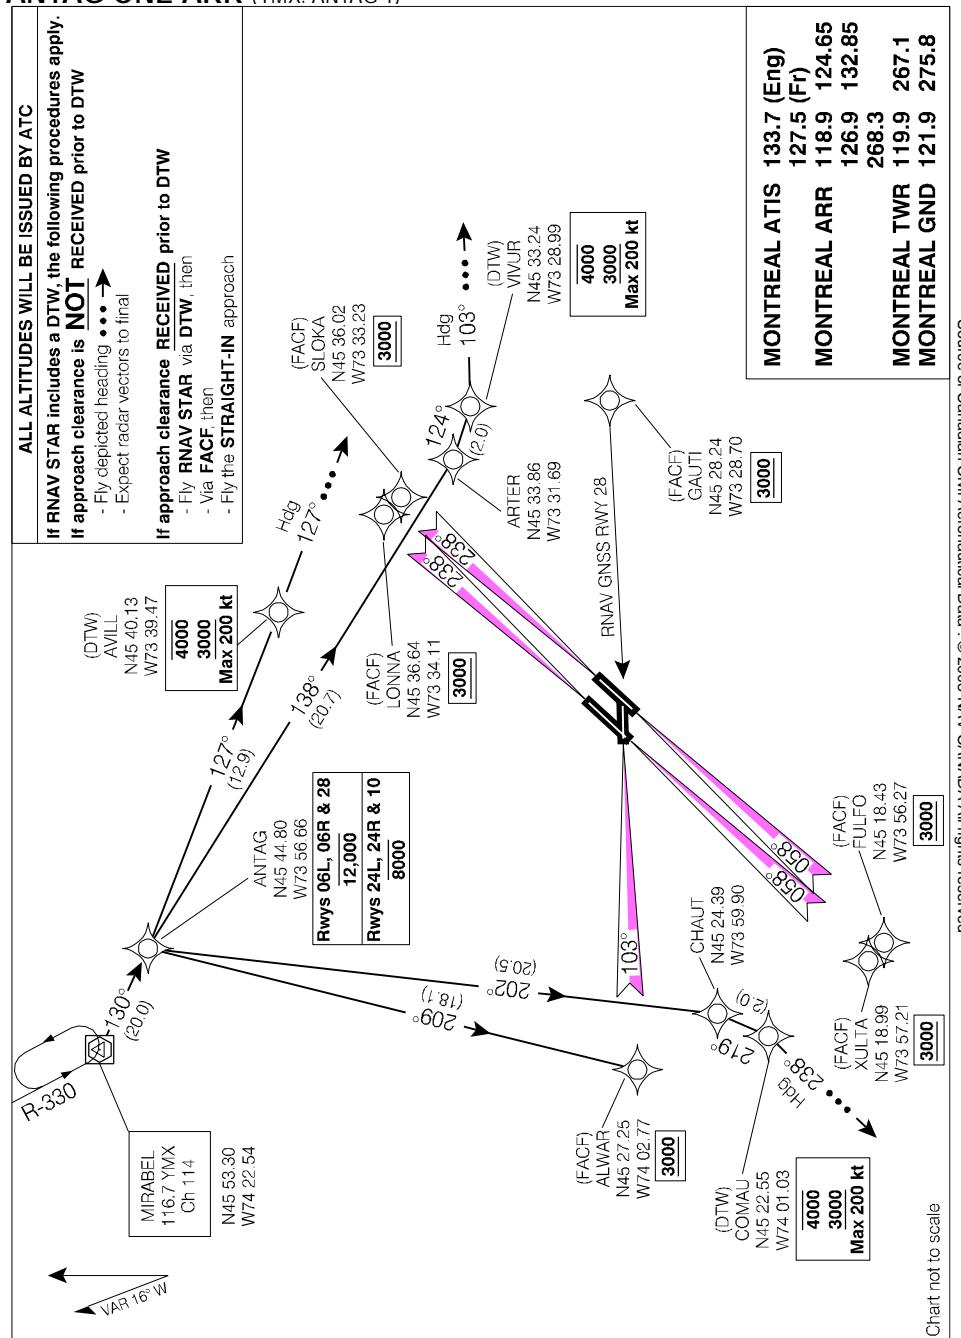 ALL ALTITUDES WILL BE ISSUED BY ATC
If RNAV STAR includes a DTW, the following procedures apply.
If approach clearance is NOT RECEIVED prior to DTW
- Fly depicted heading
- Expect radar vectors to final
If approach clearance RECEIVED prior to DTW
- Fly RNAV STAR via DTW, then
- Via FACF, then
- Fly the STRAIGHT-IN approach
MONTREAL ATIS 133.7 (Eng)
127.5 (Fr)
MONTREAL ARR 118.9 124.65
126.9 132.85
268.3
MONTREAL TWR 119.9 267.1
MONTREAL GND 121.9 275.8
VAR 16° W
MIRABEL
116.7 YMX
Ch 114
N45 53.30
W74 22.54
R-330
130°
(20.0)
ANTAG
N45 44.80
W73 56.66
Rwys 06L, 06R & 28
12,000
Rwys 24L, 24R & 10
8000
127°
(12.9)
(DTW)
AVILL
N45 40.13
W73 39.47
4000
3000
Max 200 kt
Hdg
127°
138°
(20.7)
(FACF)
SLOKA
N45 36.02
W73 33.23
3000
(FACF)
LONNA
N45 36.64
W73 34.11
3000
124°
(2.0)
ARTER
N45 33.86
W73 31.69
(DTW)
VIVUR
N45 33.24
W73 28.99
4000
3000
Max 200 kt
Hdg
103°
238°
238°
RNAV GNSS RWY 28
(FACF)
GAUTI
N45 28.24
W73 28.70
3000
209°
(18.1)
202°
(20.5)
103°
058°
058°
(FACF)
ALWAR
N45 27.25
W74 02.77
3000
CHAUT
N45 24.39
W73 59.90
219°
(2.0)
(DTW)
COMAU
N45 22.55
W74 01.03
4000
3000
Max 200 kt
Hdg
238°
(FACF)
XULTA
N45 18.99
W73 57.21
3000
(FACF)
FULFO
N45 18.43
W73 56.27
3000
Chart not to scale